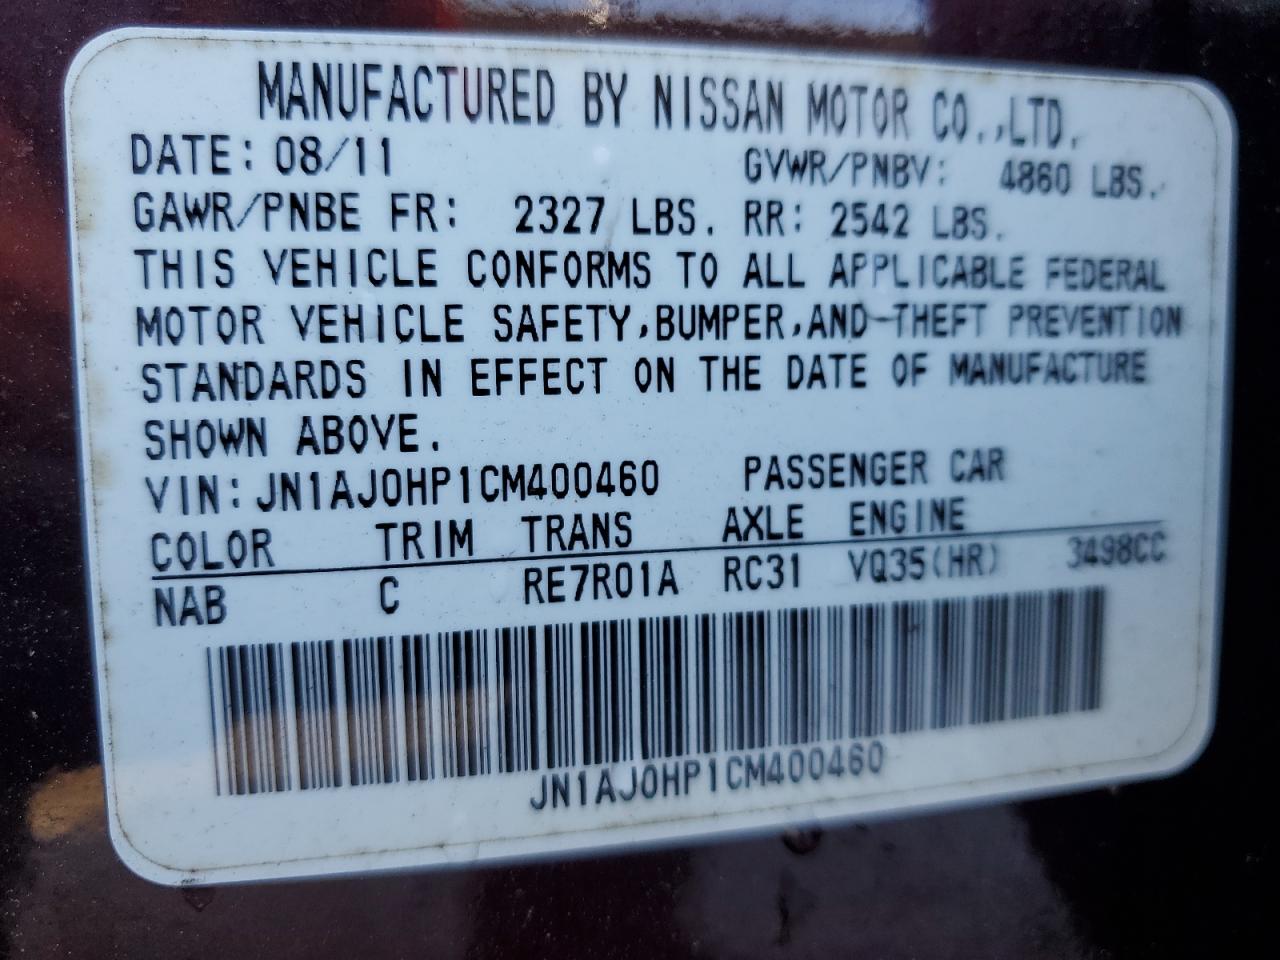 MANUFACTURED BY NISSAN MOTOR CO.,LTD.
DATE: 08/11 GVWR/PNBV: 4860 LBS.
GAWR/PNBE FR: 2327 LBS. RR: 2542 LBS.
THIS VEHICLE CONFORMS TO ALL APPLICABLE FEDERAL
MOTOR VEHICLE SAFETY,BUMPER,AND THEFT PREVENTION
STANDARDS IN EFFECT ON THE DATE OF MANUFACTURE
SHOWN ABOVE.
VIN: JN1AJ0HP1CM400460 PASSENGER CAR
COLOR TRIM TRANS AXLE ENGINE
NAB C RE7R01A RC31 VQ35(HR) 3498CC
JN1AJ0HP1CM400460